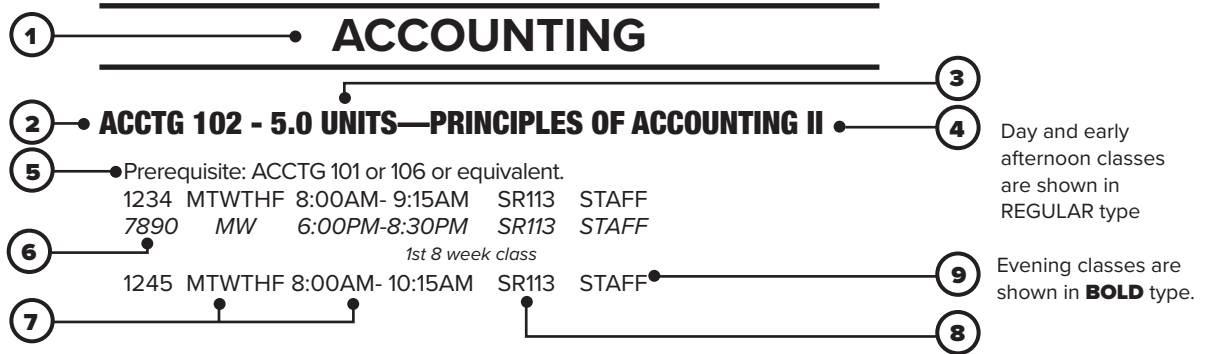 1
ACCOUNTING
3
2
ACCTG 102 - 5.0 UNITS—PRINCIPLES OF ACCOUNTING II
4
Day and early
afternoon classes
are shown in
REGULAR type
5
Prerequisite: ACCTG 101 or 106 or equivalent.
1234 MTWTHF 8:00AM- 9:15AM SR113 STAFF
7890 MW 6:00PM-8:30PM SR113 STAFF
6
1st 8 week class
1245 MTWTHF 8:00AM- 10:15AM SR113 STAFF
9
Evening classes are
shown in BOLD type.
7
8